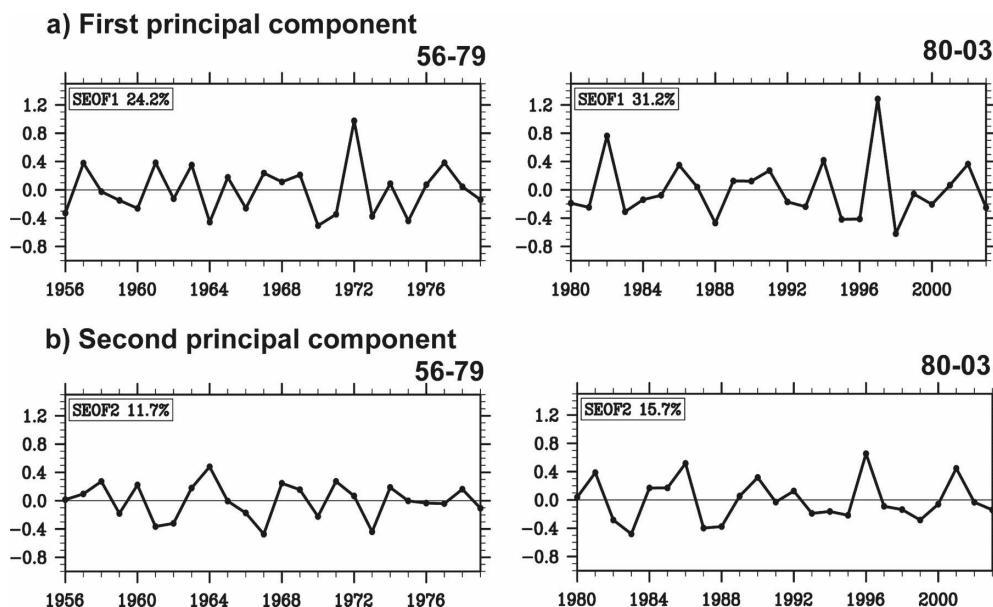 a) First principal component
56-79
80-03
SEOF1 24.2%
SEOF1 31.2%
1.2
0.8
0.4
0.0
−0.4
−0.8
1.2
0.8
0.4
0.0
−0.4
−0.8
1956 1960 1964 1968 1972 1976
1980 1984 1988 1992 1996 2000
b) Second principal component
56-79
80-03
SEOF2 11.7%
SEOF2 15.7%
1.2
0.8
0.4
0.0
−0.4
−0.8
1.2
0.8
0.4
0.0
−0.4
−0.8
1956 1960 1964 1968 1972 1976
1980 1984 1988 1992 1996 2000